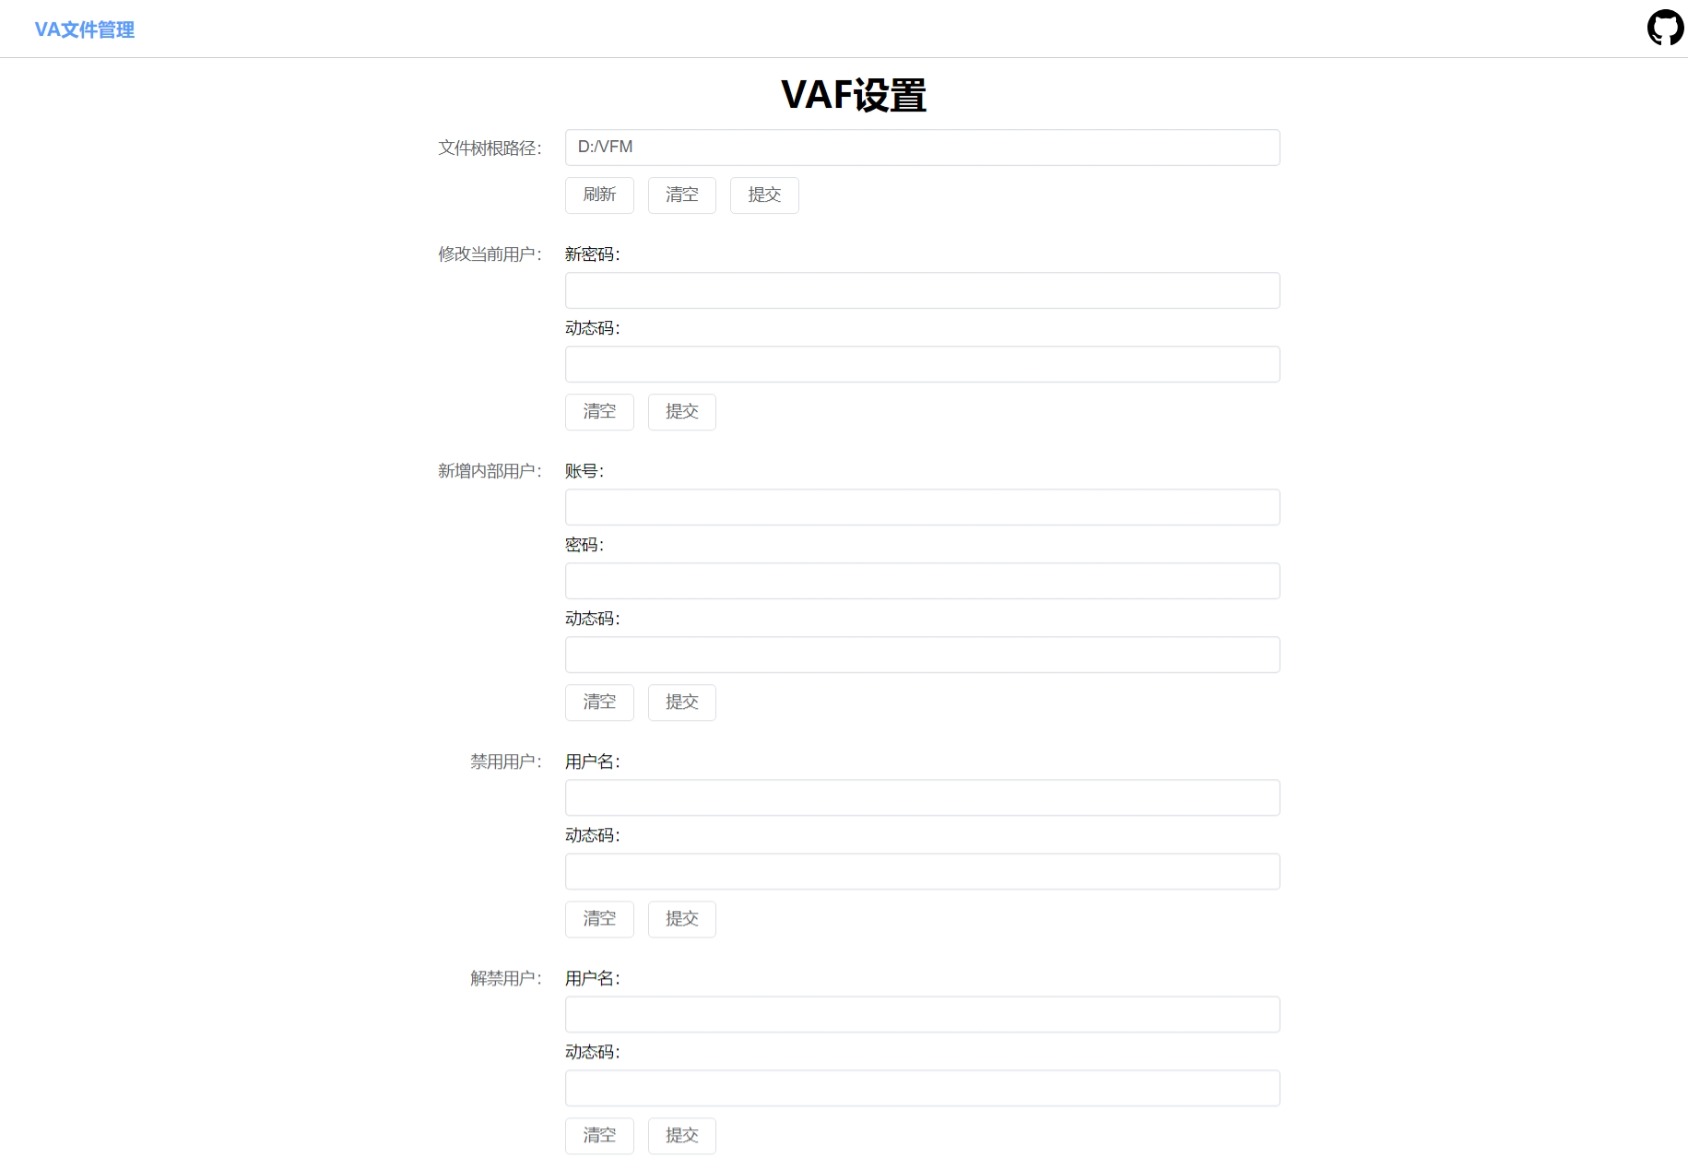 VA文件管理
VAF设置
文件树根路径：
D:/VFM
刷新 清空 提交
修改当前用户： 新密码：
动态码：
清空 提交
新增内部用户： 账号：
密码：
动态码：
清空 提交
禁用用户： 用户名：
动态码：
清空 提交
解禁用户： 用户名：
动态码：
清空 提交